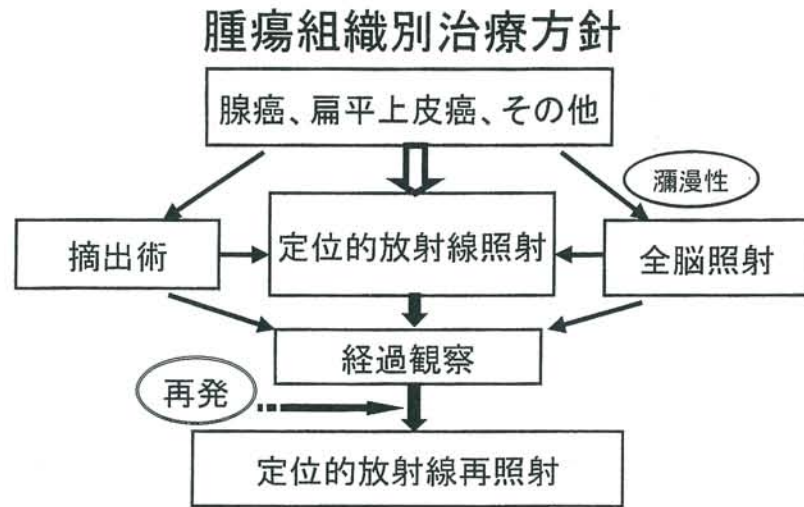 腫瘍組織別治療方針
腺癌、扁平上皮癌、その他
瀰漫性
摘出術
定位的放射線照射
全脳照射
経過観察
再発
定位的放射線再照射